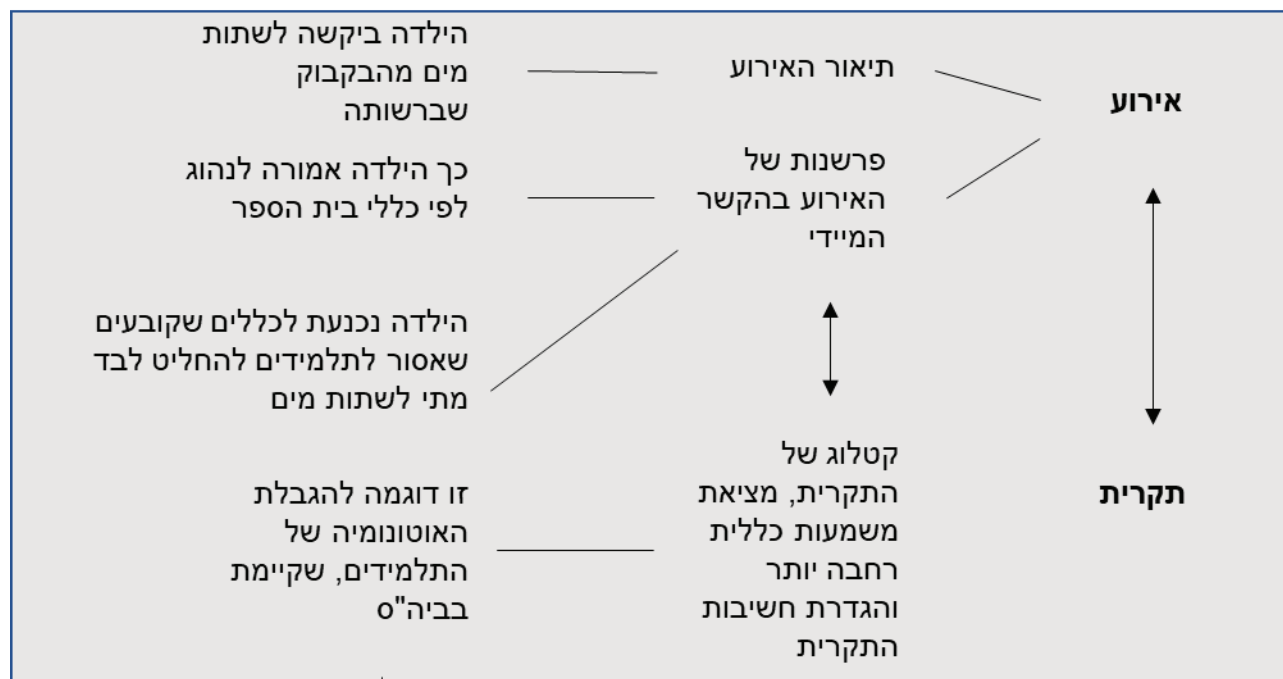 אירוע
תיאור האירוע
הילדה ביקשה לשתות
מים מהבקבוק
שברשותה
פרשנות של
האירוע בהקשר
המיידי
כך הילדה אמורה לנהוג
לפי כללי בית הספר
הילדה נכנעת לכללים שקובעים
שאסור לתלמידים להחליט לבד
מתי לשתות מים
תקרית
קטלוג של
התקרית, מציאת
משמעות כללית
רחבה יותר
והגדרת חשיבות
התקרית
זו דוגמה להגבלת
האוטונומיה של
התלמידים, שקיימת
בביה"ס